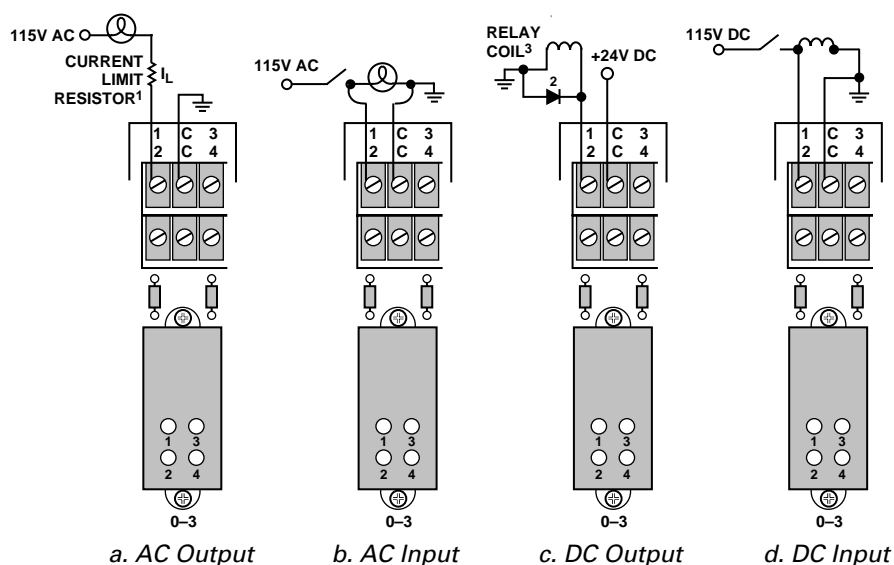 115V AC
CURRENT
LIMIT
RESISTOR1
IL
1 C 3
2 C 4
1 3
2 4
0–3
a. AC Output
115V AC
1 C 3
2 C 4
1 3
2 4
0–3
b. AC Input
RELAY
COIL3
+24V DC
2
1 C 3
2 C 4
1 3
2 4
0–3
c. DC Output
115V DC
1 C 3
2 C 4
1 3
2 4
0–3
d. DC Input